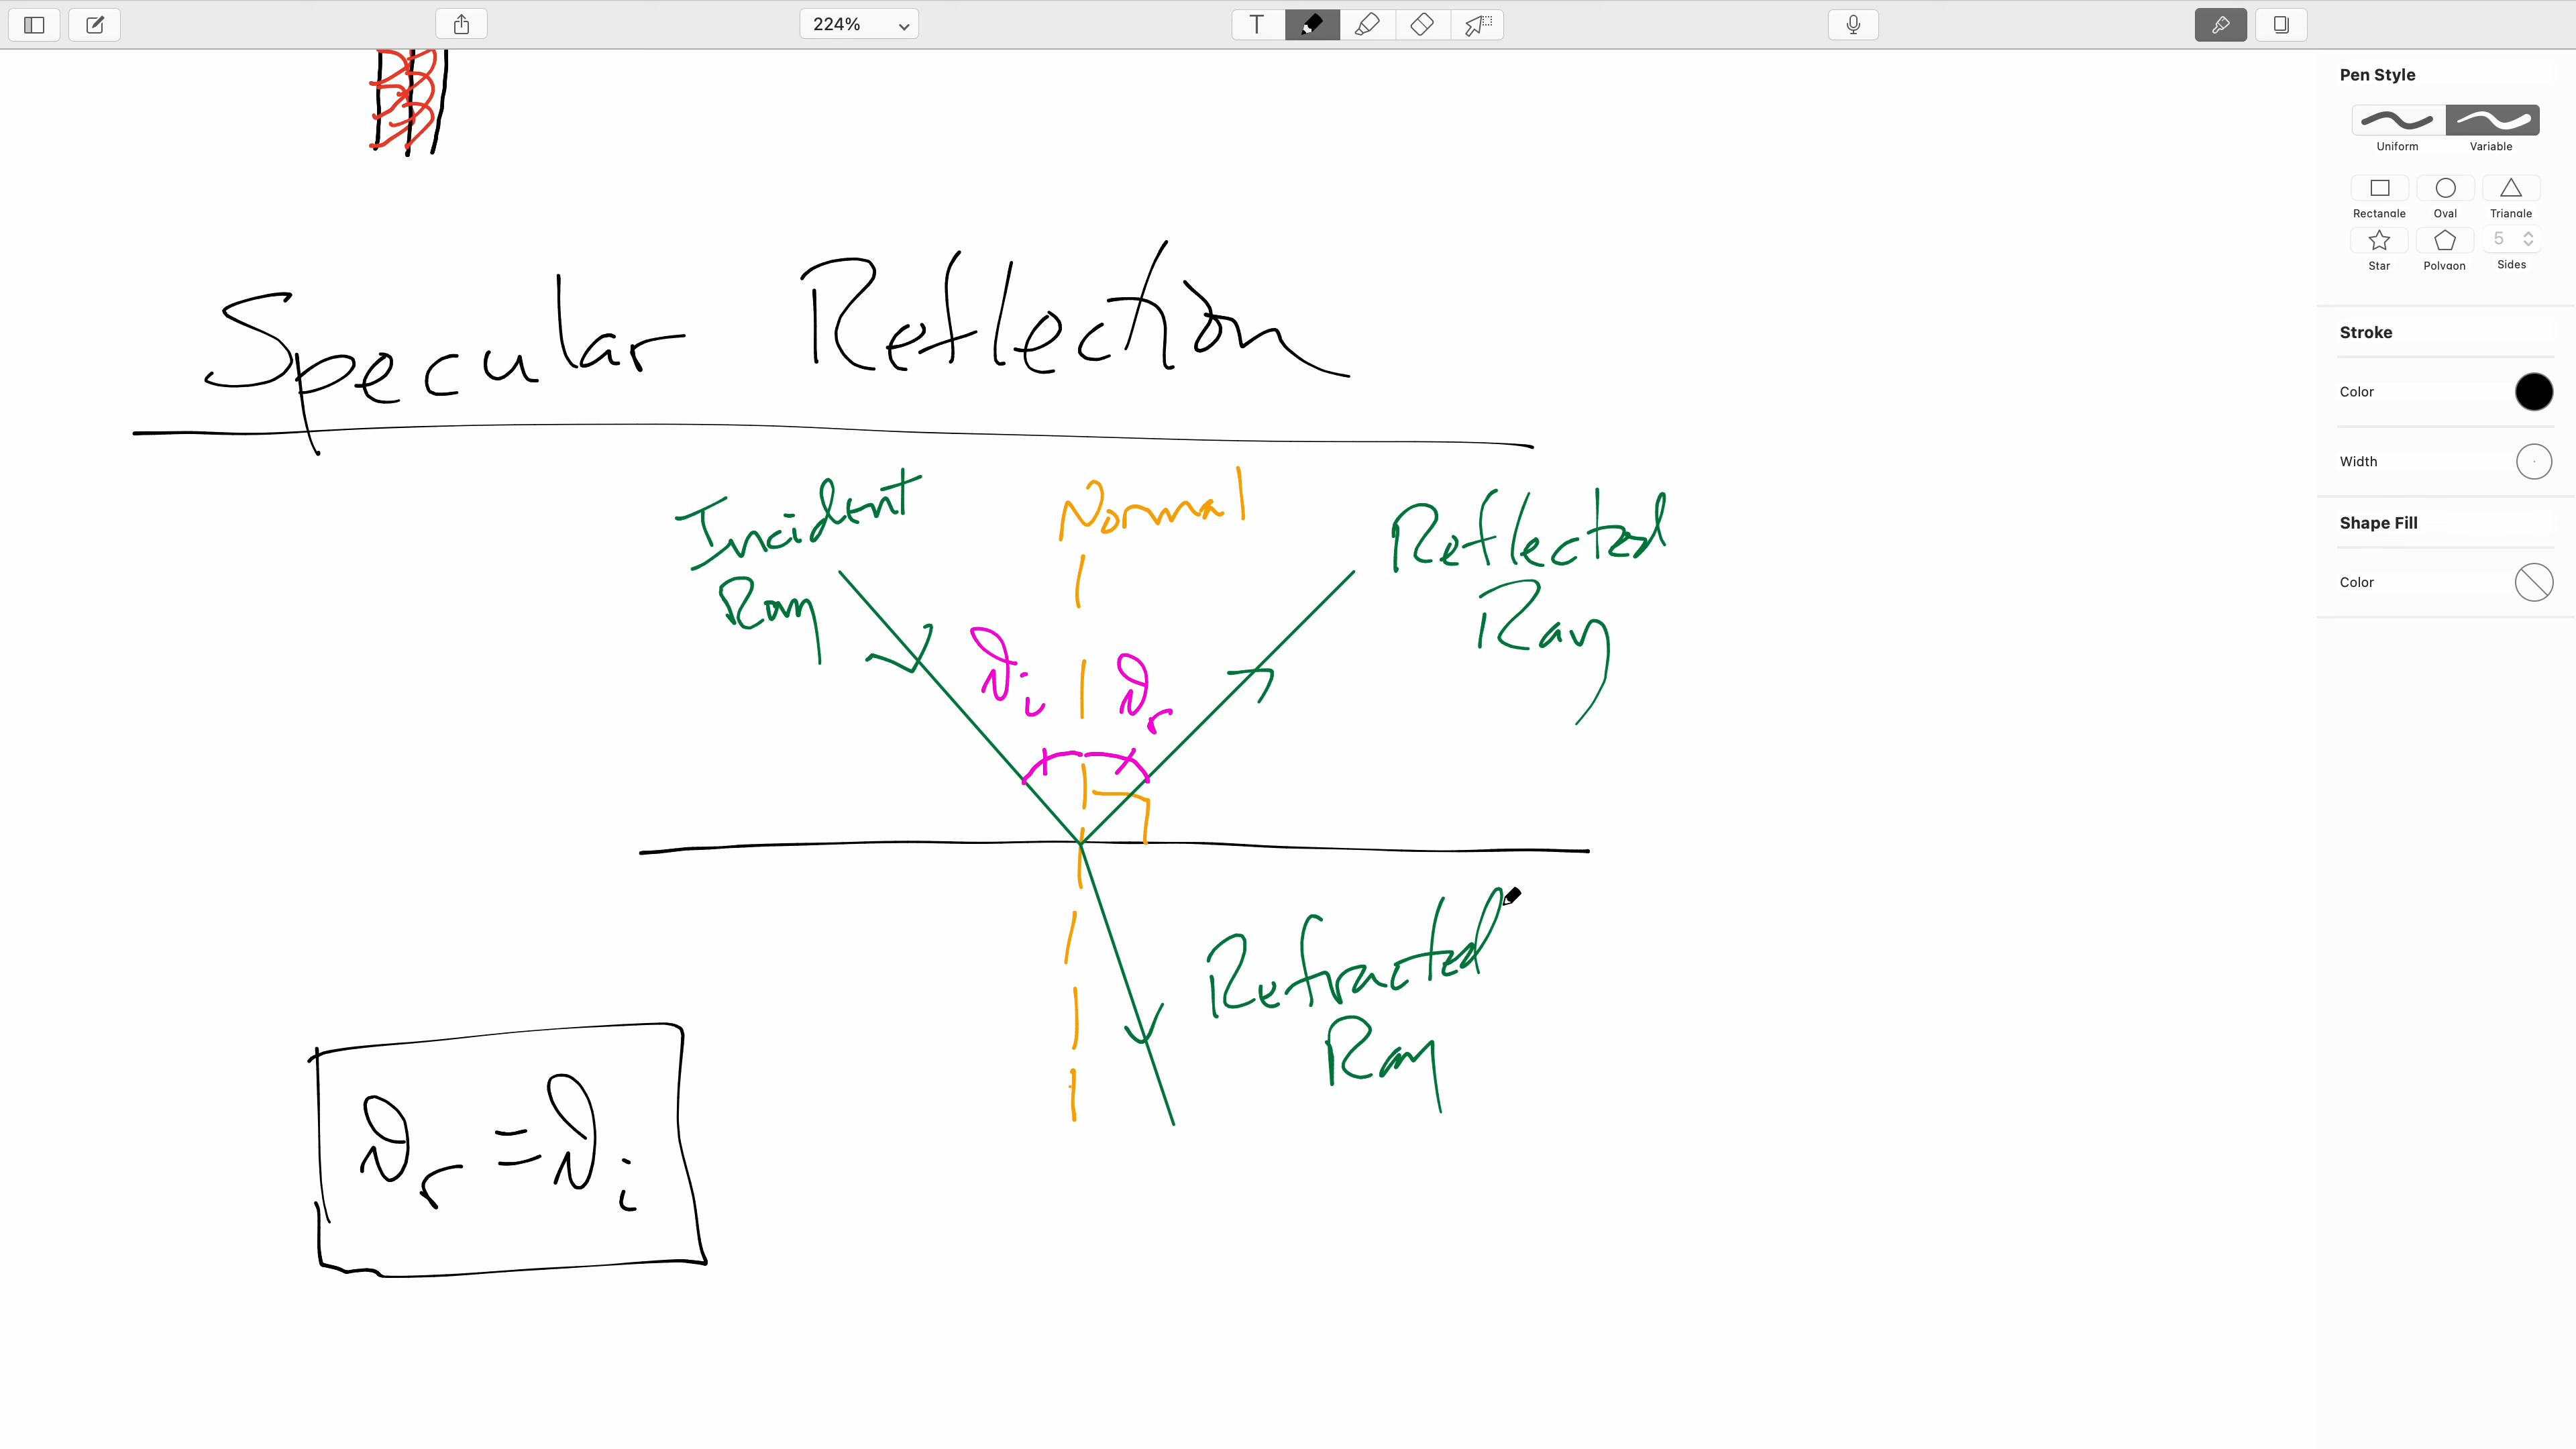 224%
T
Pen Style
Uniform
Variable
Rectangle
Oval
Triangle
5
Star
Polygon
Sides
Stroke
Color
Width
Shape Fill
Color
Specular Reflection
Incident
Ray
Normal
Reflected
Ray
ϑi
ϑr
Refracted
Ray
ϑr = ϑi